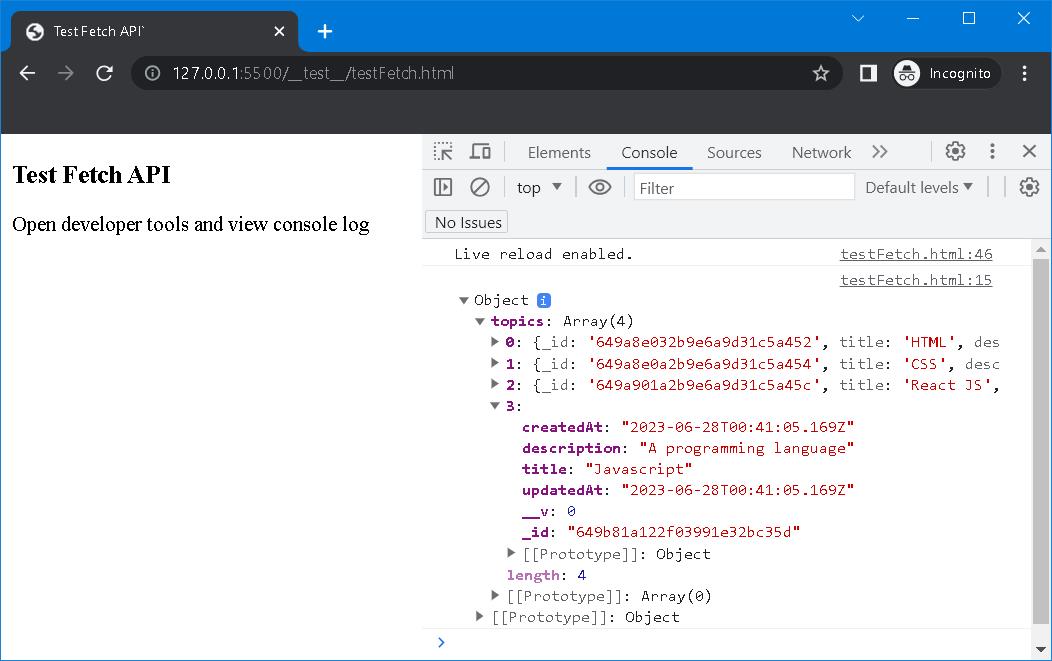 Test Fetch API`
127.0.0.1:5500/__test__/testFetch.html
Incognito
Test Fetch API
Open developer tools and view console log
Elements Console Sources Network
top Filter Default levels
No Issues
Live reload enabled. testFetch.html:46
testFetch.html:15
Object i
topics: Array(4)
0: {_id: '649a8e032b9e6a9d31c5a452', title: 'HTML', des
1: {_id: '649a8e0a2b9e6a9d31c5a454', title: 'CSS', desc
2: {_id: '649a901a2b9e6a9d31c5a45c', title: 'React JS',
3:
createdAt: "2023-06-28T00:41:05.169Z"
description: "A programming language"
title: "Javascript"
updatedAt: "2023-06-28T00:41:05.169Z"
__v: 0
_id: "649b81a122f03991e32bc35d"
[[Prototype]]: Object
length: 4
[[Prototype]]: Array(0)
[[Prototype]]: Object